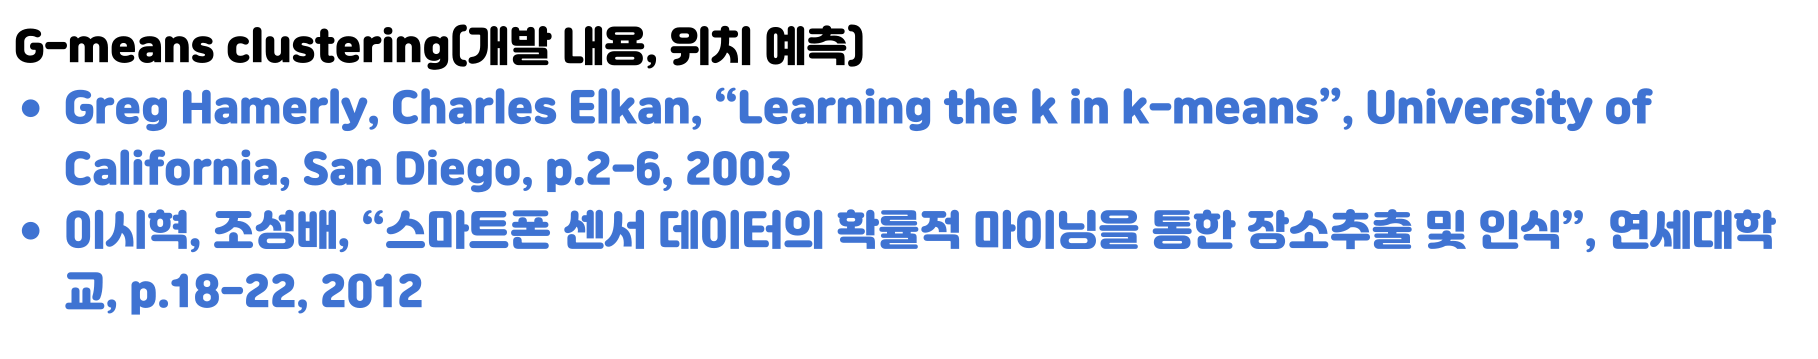 G-means clustering(개발 내용, 위치 예측)
• Greg Hamerly, Charles Elkan, “Learning the k in k-means”, University of
California, San Diego, p.2-6, 2003
• 이시혁, 조성배, “스마트폰 센서 데이터의 확률적 마이닝을 통한 장소추출 및 인식”, 연세대학
교, p.18-22, 2012